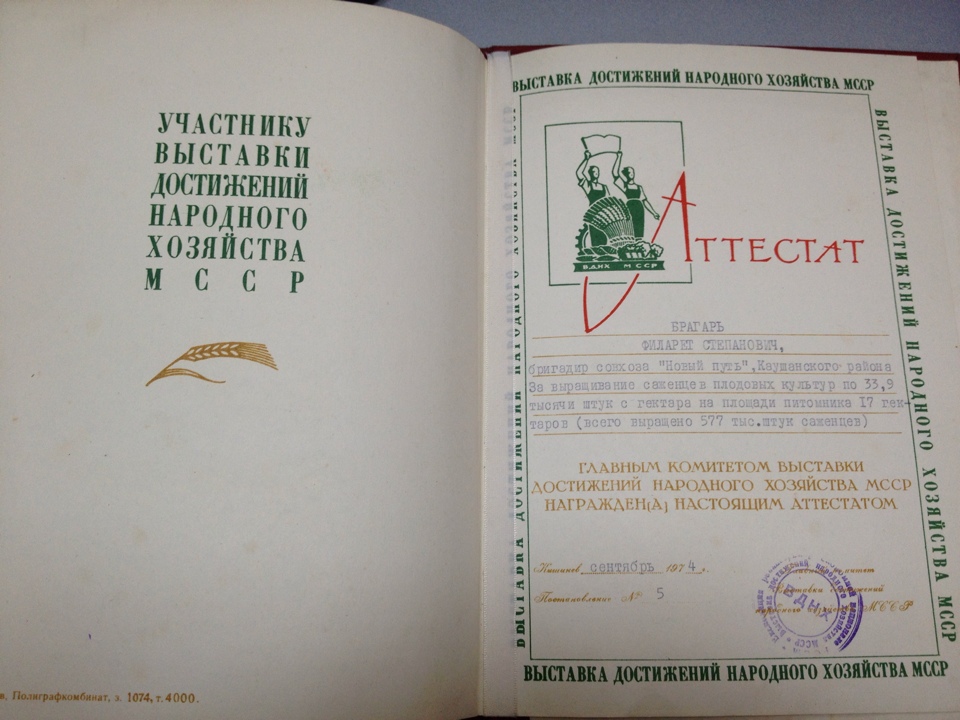 УЧАСТНИКУ
ВЫСТАВКИ
ДОСТИЖЕНИЙ
НАРОДНОГО
ХОЗЯЙСТВА
МССР
Полиграфкомбинат, з. 1074, т. 4000.
ВЫСТАВКА ДОСТИЖЕНИЙ НАРОДНОГО ХОЗЯЙСТВА МССР
ВДНХ МССР
АТТЕСТАТ
БРАГАРЬ
ФИЛАРЕТ СТЕПАНОВИЧ,
бригадир совхоза "Новый путь", Каушанского района
За выращивание саженцев плодовых культур по 33,9
тысячи штук с гектара на площади питомника 17 гек-
таров (всего выращено 577 тыс.штук саженцев)
ГЛАВНЫМ КОМИТЕТОМ ВЫСТАВКИ
ДОСТИЖЕНИЙ НАРОДНОГО ХОЗЯЙСТВА МССР
НАГРАЖДЕН(А) НАСТОЯЩИМ АТТЕСТАТОМ
Кишинев сентябрь 1974 г.
Постановление № 5
народного хозяйства МССР
ВДНХ
ВЫСТАВКА ДОСТИЖЕНИЙ НАРОДНОГО ХОЗЯЙСТВА МССР
ВЫСТАВКА ДОСТИЖЕНИЙ НАРОДНОГО ХОЗЯЙСТВА МССР
ВЫСТАВКА ДОСТИЖЕНИЙ НАРОДНОГО ХОЗЯЙСТВА МССР